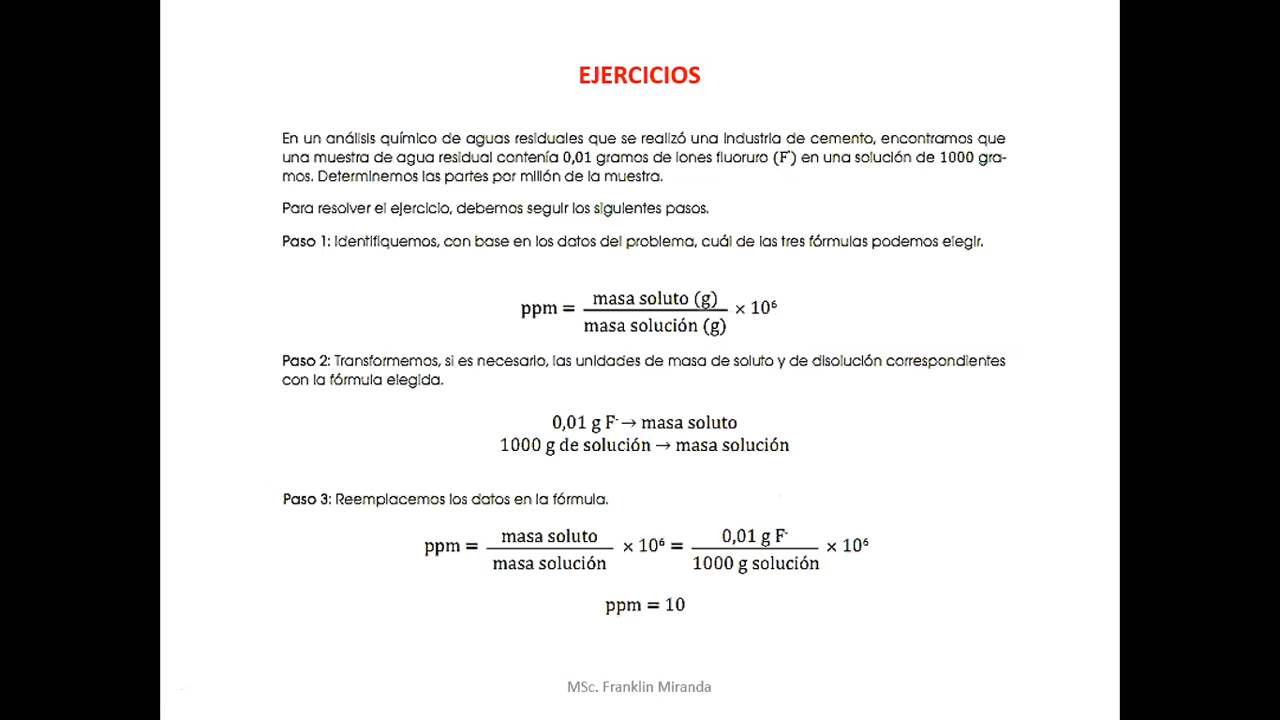 EJERCICIOS
En un análisis químico de aguas residuales que se realizó una industria de cemento, encontramos que
una muestra de agua residual contenía 0,01 gramos de iones fluoruro (F⁻) en una solución de 1000 gra-
mos. Determinemos las partes por millón de la muestra.
Para resolver el ejercicio, debemos seguir los siguientes pasos.
Paso 1: Identifiquemos, con base en los datos del problema, cuál de las tres fórmulas podemos elegir.
ppm = masa soluto (g) / masa solución (g) × 10⁶
Paso 2: Transformemos, si es necesario, las unidades de masa de soluto y de disolución correspondientes
con la fórmula elegida.
0,01 g F⁻ → masa soluto
1000 g de solución → masa solución
Paso 3: Reemplacemos los datos en la fórmula.
ppm = masa soluto / masa solución × 10⁶ = 0,01 g F⁻ / 1000 g solución × 10⁶
ppm = 10
MSc. Franklin Miranda